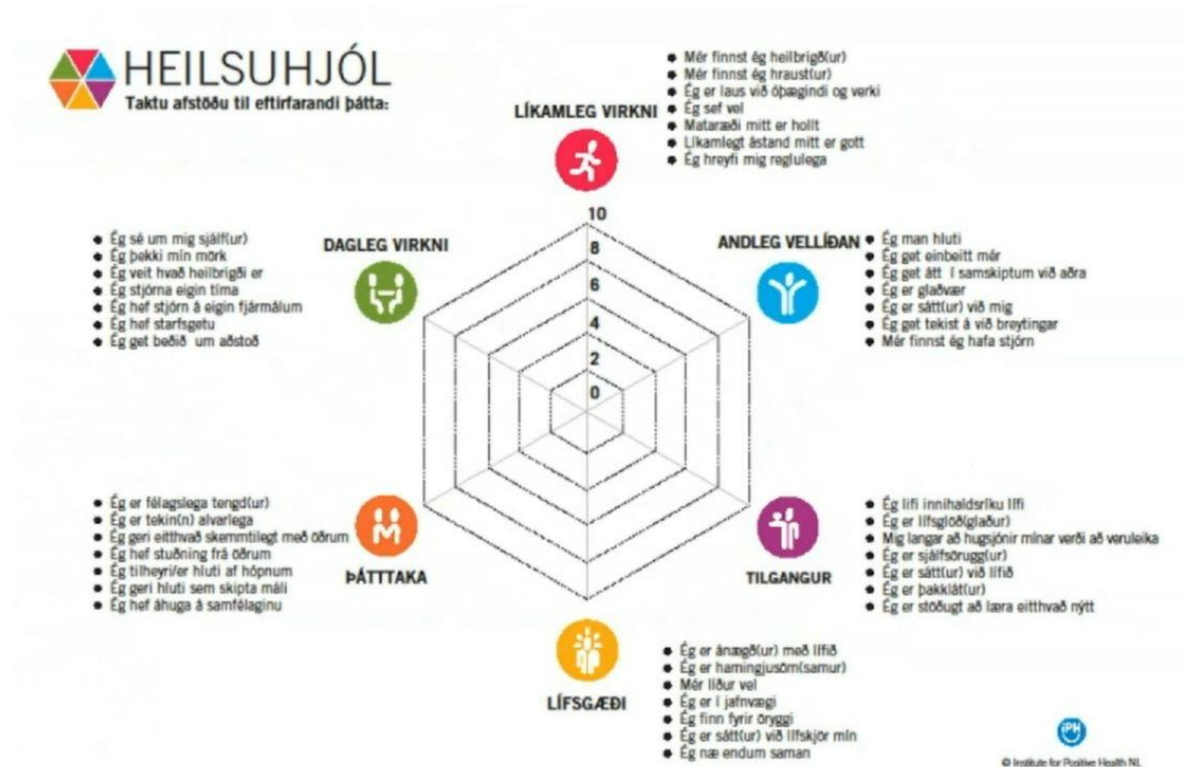 HEILSUHJÓL
Taktu afstöðu til eftirfarandi þátta:
LÍKAMLEG VIRKNI
Mér finnst ég heilbrigð(ur)
Mér finnst ég hraust(ur)
Ég er laus við óþægindi og verki
Ég sef vel
Mataræði mitt er hollt
Líkamlegt ástand mitt er gott
Ég hreyfi mig reglulega
DAGLEG VIRKNI
Ég sé um mig sjálf(ur)
Ég þekki mín mörk
Ég veit hvað heilbrigði er
Ég stjórna eigin tíma
Ég hef stjórn á eigin fjármálum
Ég hef starfsgetu
Ég get beðið um aðstoð
10
8
6
4
2
0
ANDLEG VELLÍÐAN
Ég man hluti
Ég get einbeitt mér
Ég get átt í samskiptum við aðra
Ég er glaðvær
Ég er sátt(ur) við mig
Ég get tekist á við breytingar
Mér finnst ég hafa stjórn
Ég er félagslega tengd(ur)
Ég er tekin(n) alvarlega
Ég geri eitthvað skemmtilegt með öðrum
Ég hef stuðning frá öðrum
Ég tilheyri/er hluti af hópnum
Ég geri hluti sem skipta máli
Ég hef áhuga á samfélaginu
ÞÁTTTAKA
TILGANGUR
Ég lifi innihaldsríku lífi
Ég er lífsglöð(glaður)
Mig langar að hugsjónir mínar verði að veruleika
Ég er sjálfsörugg(ur)
Ég er sátt(ur) við lífið
Ég er þakklát(ur)
Ég er stöðugt að læra eitthvað nýtt
LÍFSGÆÐI
Ég er ánægð(ur) með lífið
Ég er hamingjusöm(samur)
Mér líður vel
Ég er í jafnvægi
Ég finn fyrir öryggi
Ég er sátt(ur) við lífskjör mín
Ég næ endum saman
iPH
© Institute for Positive Health NL